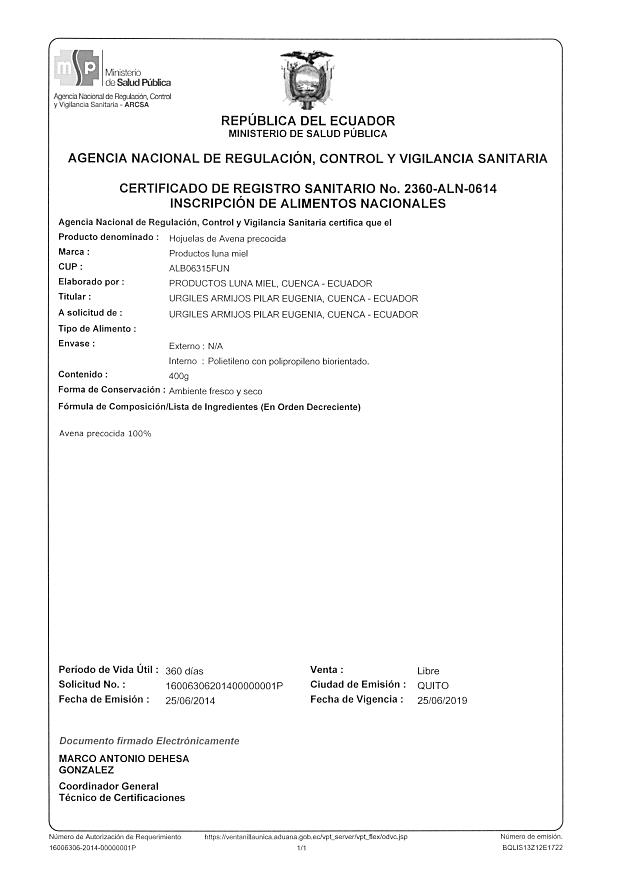 msp
Ministerio
de Salud Pública
Agencia Nacional de Regulación, Control
y Vigilancia Sanitaria - ARCSA
REPÚBLICA DEL ECUADOR
MINISTERIO DE SALUD PÚBLICA
AGENCIA NACIONAL DE REGULACIÓN, CONTROL Y VIGILANCIA SANITARIA
CERTIFICADO DE REGISTRO SANITARIO No. 2360-ALN-0614
INSCRIPCIÓN DE ALIMENTOS NACIONALES
Agencia Nacional de Regulación, Control y Vigilancia Sanitaria certifica que el
Producto denominado : Hojuelas de Avena precocida
Marca : Productos luna miel
CUP : ALB06315FUN
Elaborado por : PRODUCTOS LUNA MIEL, CUENCA - ECUADOR
Titular : URGILES ARMIJOS PILAR EUGENIA, CUENCA - ECUADOR
A solicitud de : URGILES ARMIJOS PILAR EUGENIA, CUENCA - ECUADOR
Tipo de Alimento :
Envase : Externo : N/A
Interno : Polietileno con polipropileno biorientado.
Contenido : 400g
Forma de Conservación : Ambiente fresco y seco
Fórmula de Composición/Lista de Ingredientes (En Orden Decreciente)
Avena precocida 100%
Período de Vida Útil : 360 días Venta : Libre
Solicitud No. : 16006306201400000001P Ciudad de Emisión : QUITO
Fecha de Emisión : 25/06/2014 Fecha de Vigencia : 25/06/2019
Documento firmado Electrónicamente
MARCO ANTONIO DEHESA
GONZALEZ
Coordinador General
Técnico de Certificaciones
Número de Autorización de Requerimiento https://ventanillaunica.aduana.gob.ec/vpt_server/vpt_flex/odvc.jsp Número de emisión.
16006306-2014-00000001P 1/1 BQLIS13Z12E1722